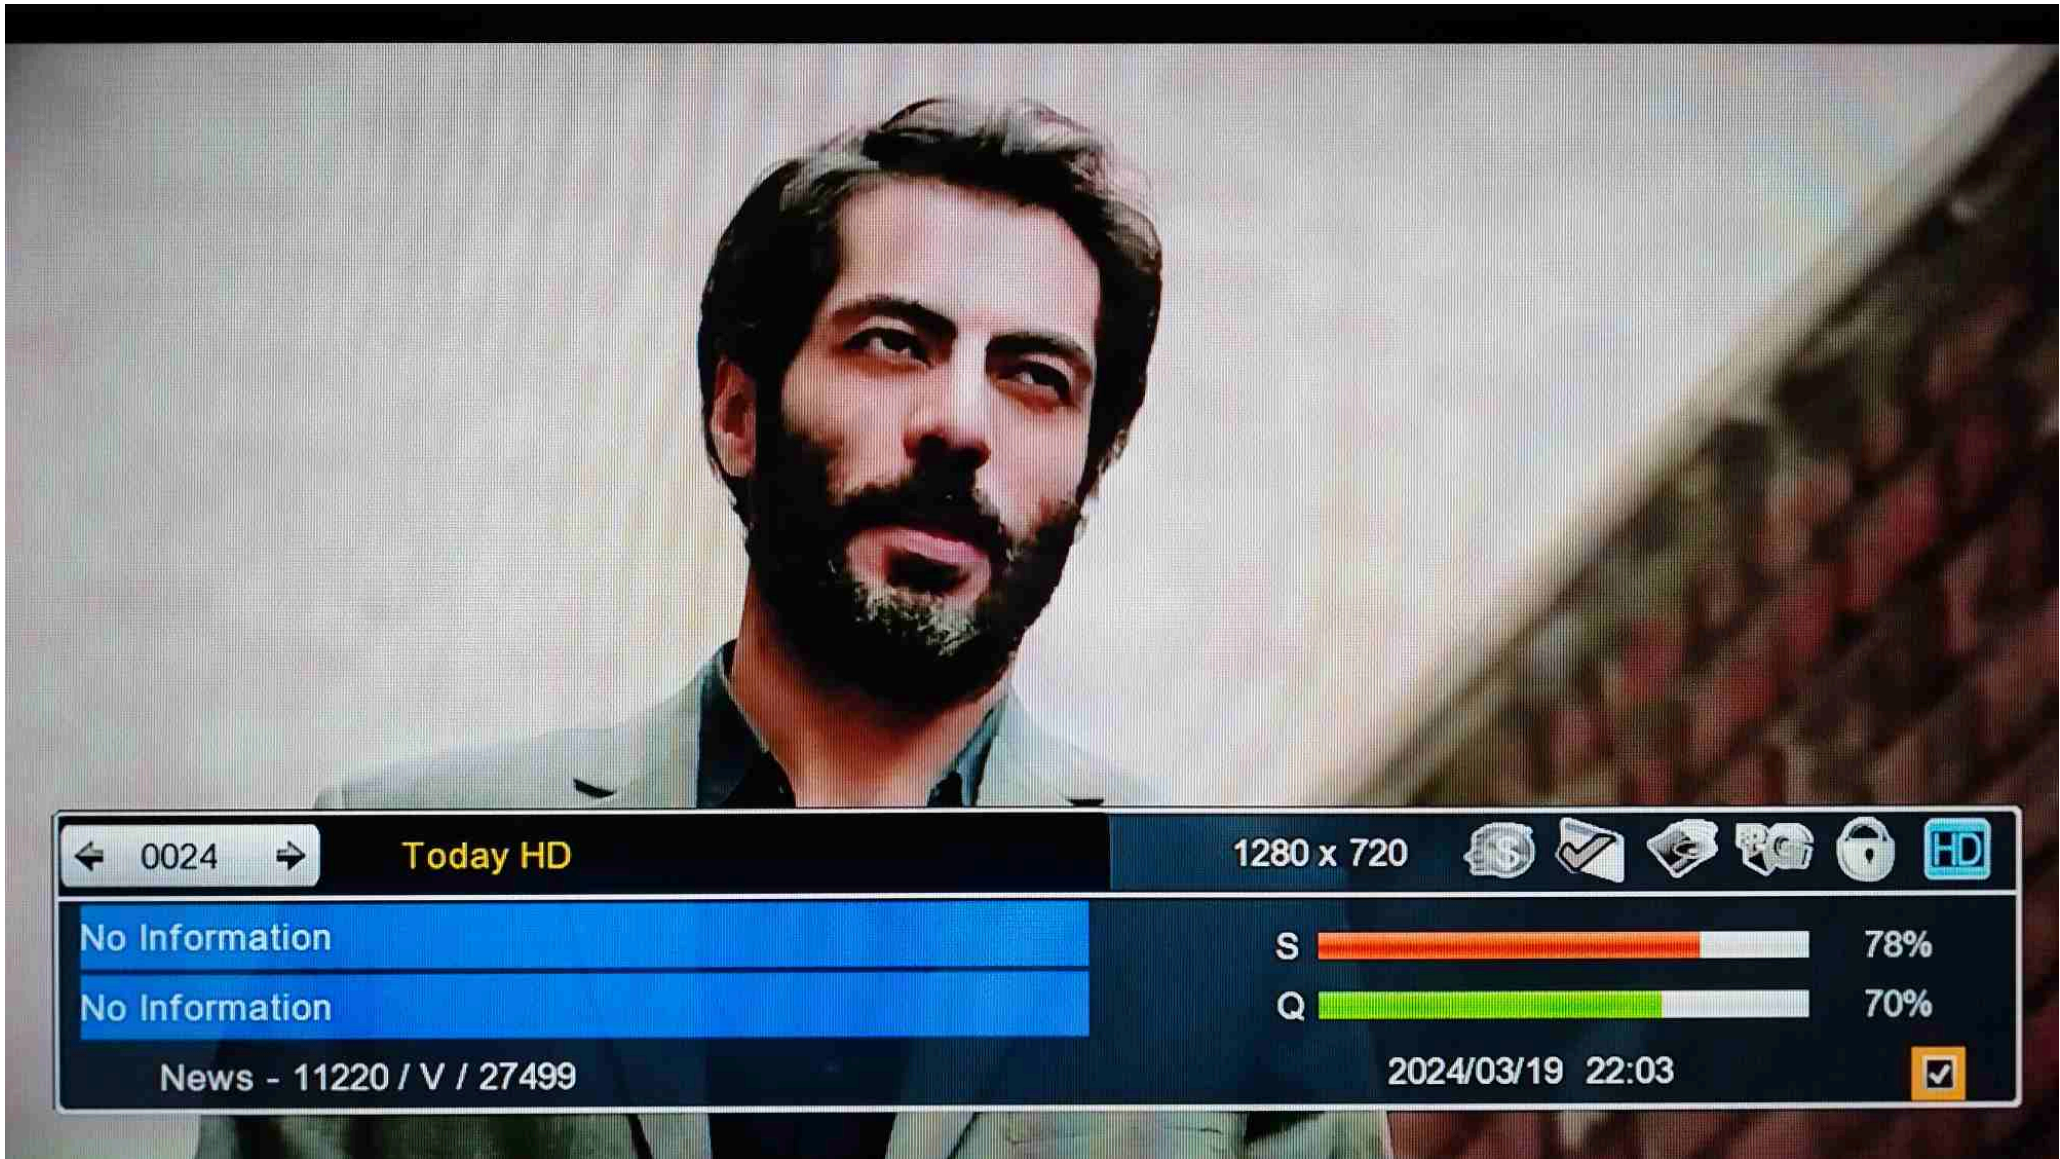 0024
Today HD
1280 x 720
HD
No Information
S 78%
No Information
Q 70%
News - 11220 / V / 27499
2024/03/19 22:03